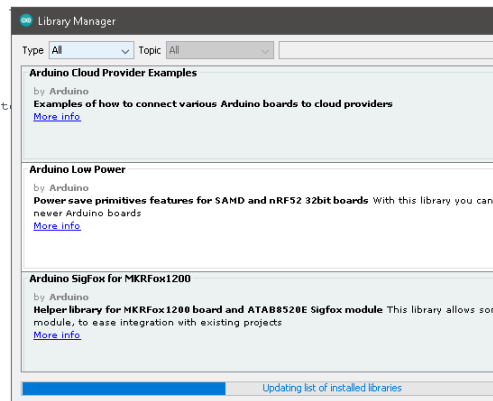 Library Manager
Type All Topic All
Arduino Cloud Provider Examples
by Arduino
Examples of how to connect various Arduino boards to cloud providers
More info
Arduino Low Power
by Arduino
Power save primitives features for SAMD and nRF52 32bit boards With this library you can
newer Arduino boards
More info
Arduino SigFox for MKRFox1200
by Arduino
Helper library for MKRFox1200 board and ATAB8520E Sigfox module This library allows
module, to ease integration with existing projects
More info
Updating list of installed libraries